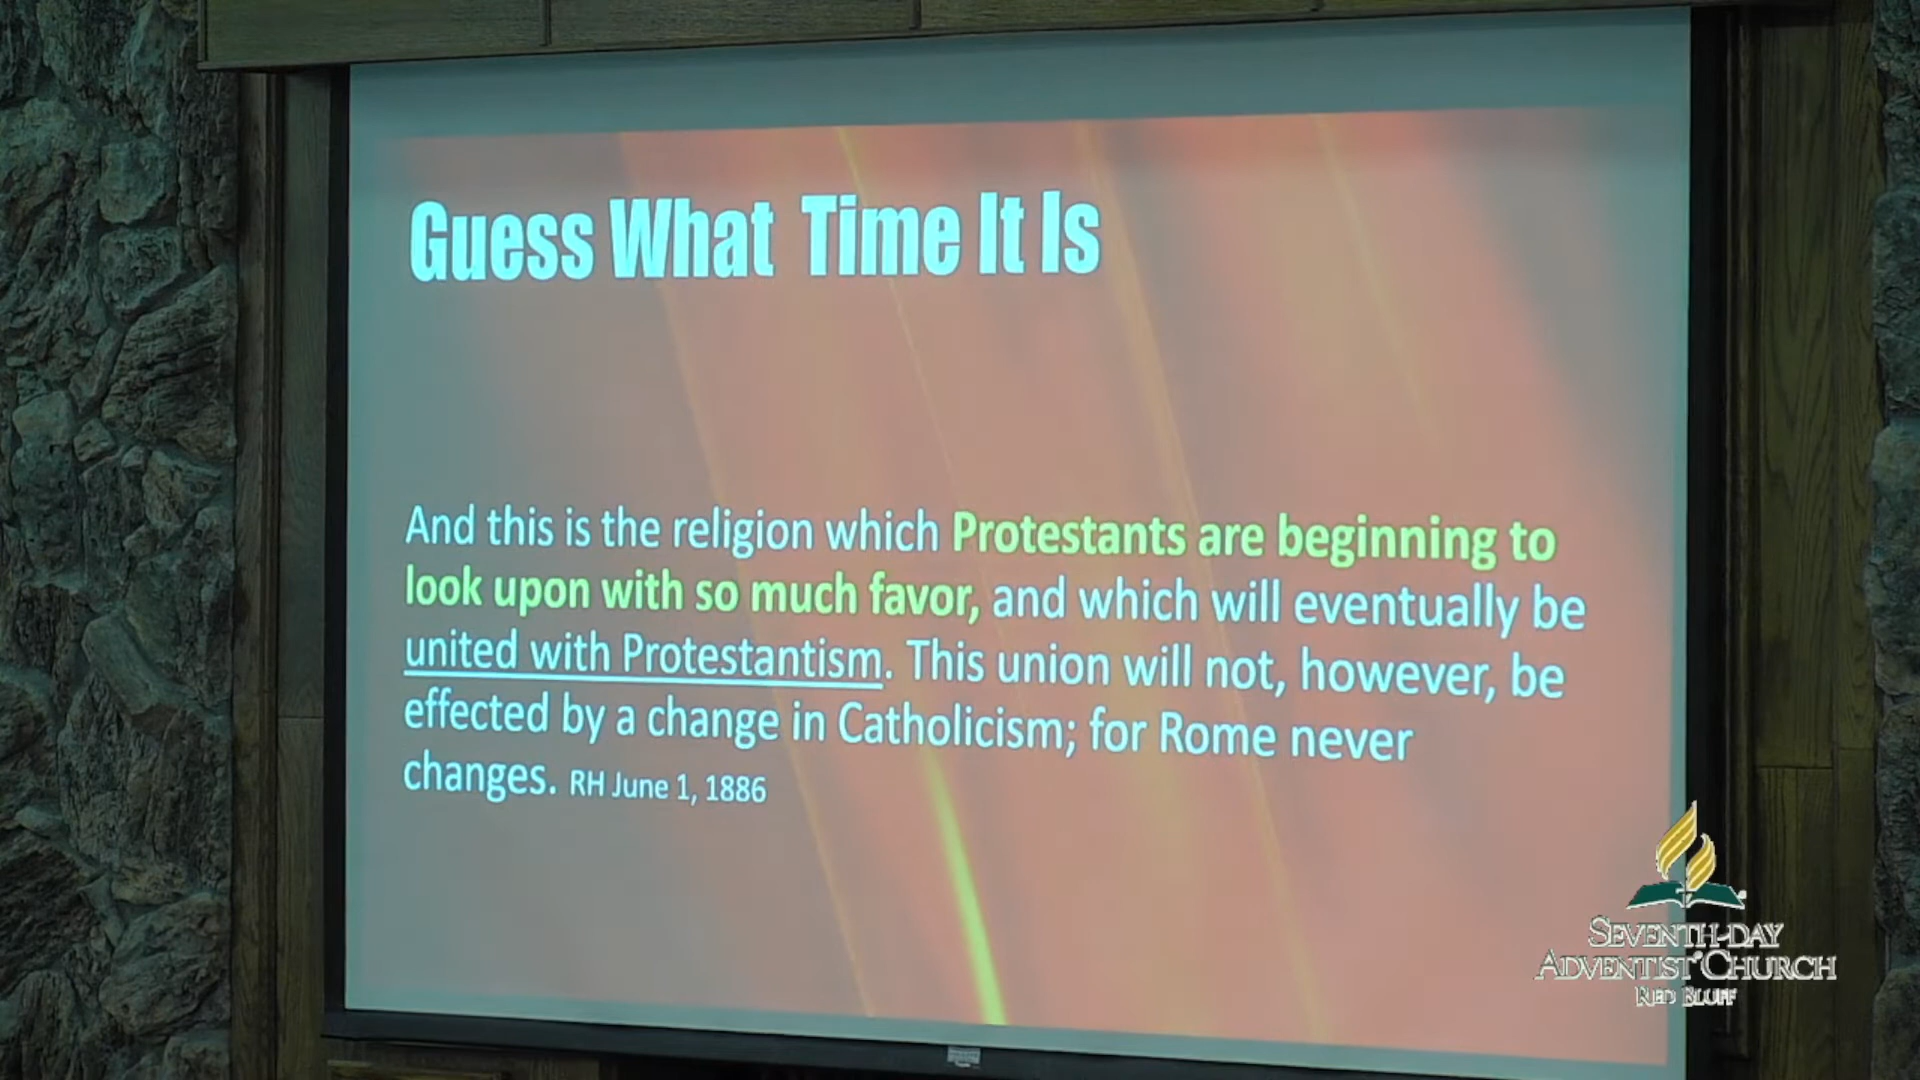 Guess What Time It Is
And this is the religion which Protestants are beginning to
look upon with so much favor, and which will eventually be
united with Protestantism. This union will not, however, be
effected by a change in Catholicism; for Rome never
changes. RH June 1, 1886
SEVENTH-DAY
ADVENTIST CHURCH
RED BLUFF